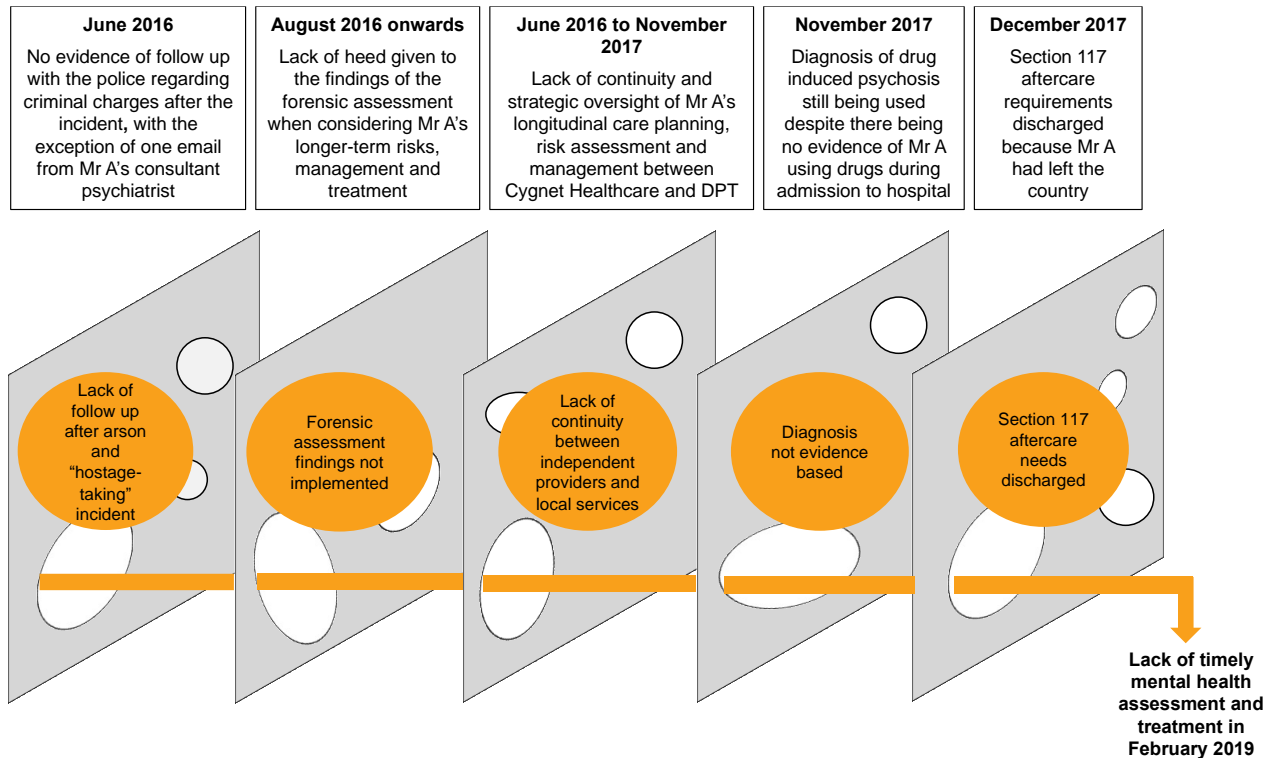 June 2016
No evidence of follow up
with the police regarding
criminal charges after the
incident, with the
exception of one email
from Mr A's consultant
psychiatrist
August 2016 onwards
Lack of heed given to
the findings of the
forensic assessment
when considering Mr A's
longer-term risks,
management and
treatment
June 2016 to November
2017
Lack of continuity and
strategic oversight of Mr A's
longitudinal care planning,
risk assessment and
management between
Cygnet Healthcare and DPT
November 2017
Diagnosis of drug
induced psychosis
still being used
despite there being
no evidence of Mr A
using drugs during
admission to hospital
December 2017
Section 117
aftercare
requirements
discharged
because Mr A
had left the
country
Lack of
follow up
after arson
and
“hostage-
taking”
incident
Forensic
assessment
findings not
implemented
Lack of
continuity
between
independent
providers and
local services
Diagnosis
not evidence
based
Section 117
aftercare
needs
discharged
Lack of timely
mental health
assessment and
treatment in
February 2019